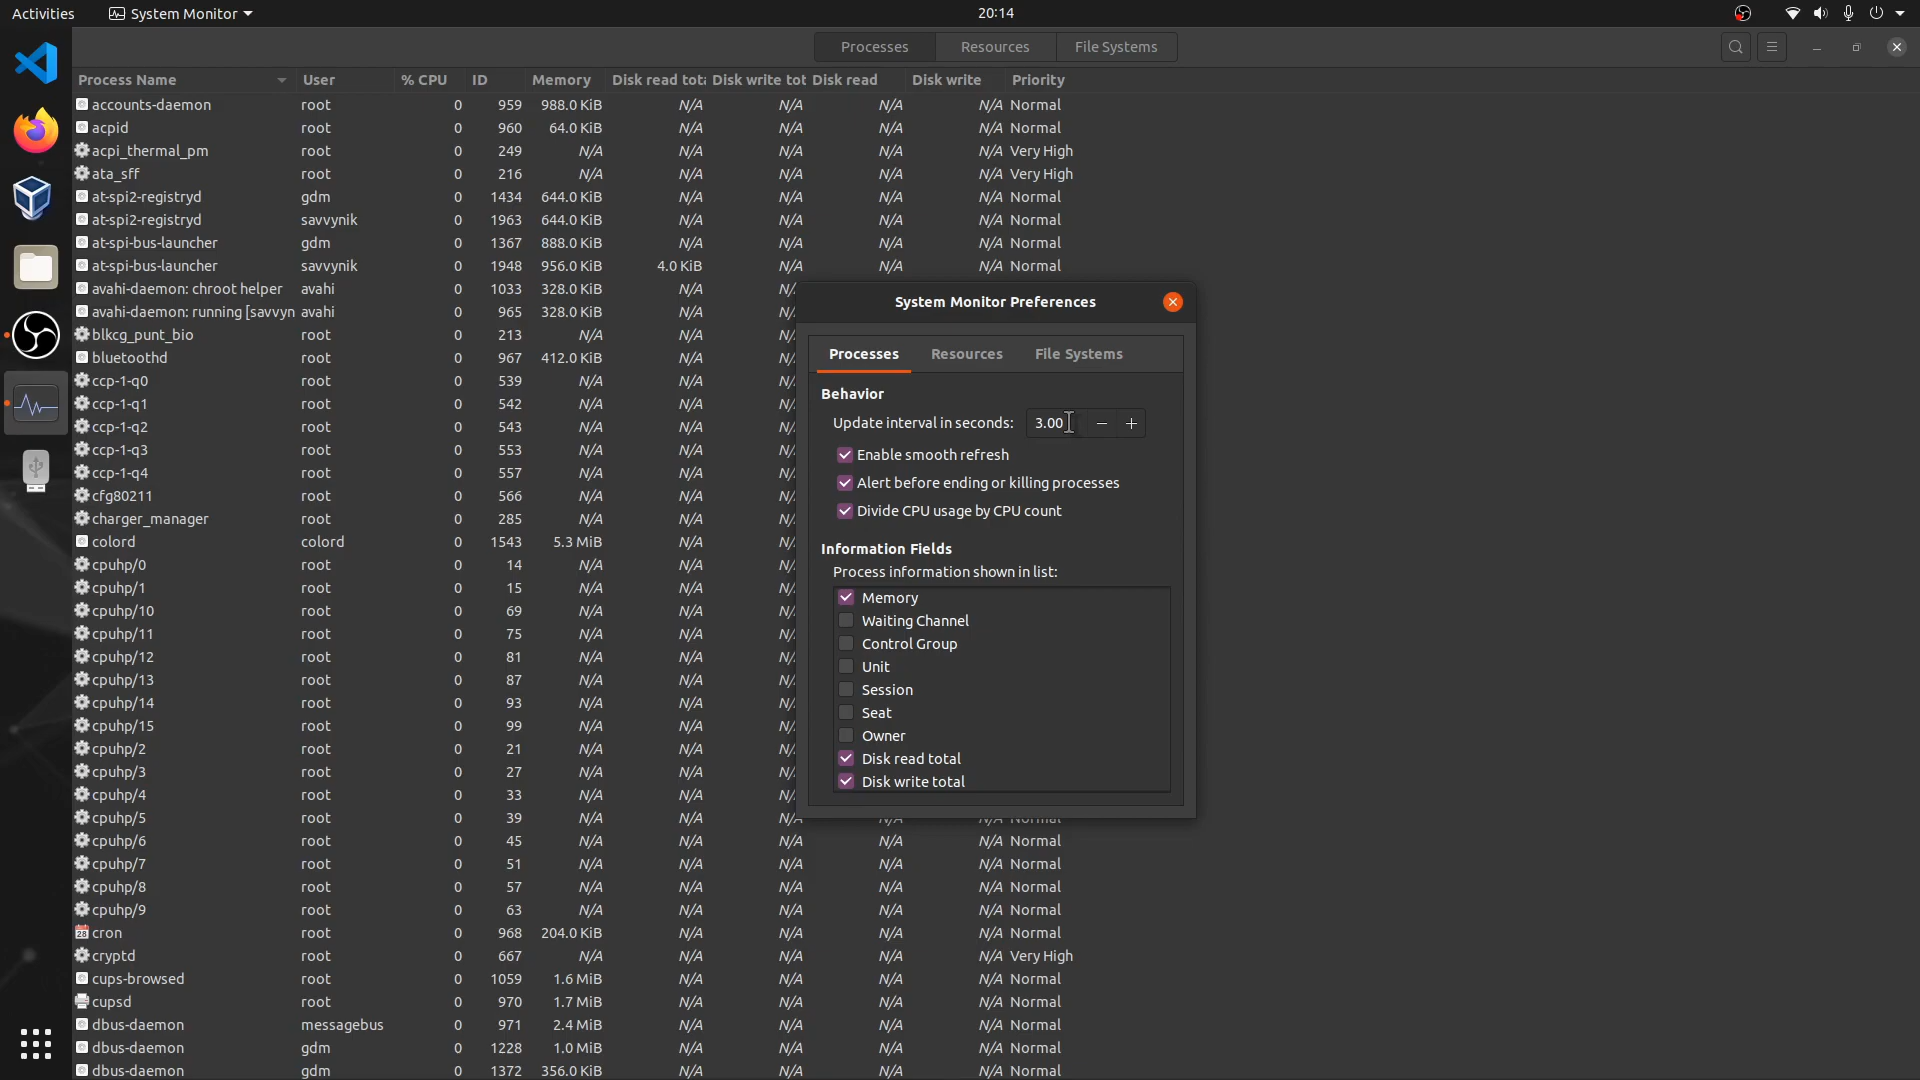 Activities System Monitor 20:14
Processes Resources File Systems
Process Name User % CPU ID Memory Disk read tota Disk write tot Disk read Disk write Priority
accounts-daemon root 0 959 988.0 KiB N/A N/A N/A N/A Normal
acpid root 0 960 64.0 KiB N/A N/A N/A N/A Normal
acpi_thermal_pm root 0 249 N/A N/A N/A N/A N/A Very High
ata_sff root 0 216 N/A N/A N/A N/A N/A Very High
at-spi2-registryd gdm 0 1434 644.0 KiB N/A N/A N/A N/A Normal
at-spi2-registryd savvynik 0 1963 644.0 KiB N/A N/A N/A N/A Normal
at-spi-bus-launcher gdm 0 1367 888.0 KiB N/A N/A N/A N/A Normal
at-spi-bus-launcher savvynik 0 1948 956.0 KiB 4.0 KiB N/A N/A N/A Normal
avahi-daemon: chroot helper avahi 0 1033 328.0 KiB N/A N/
avahi-daemon: running [savvyn avahi 0 965 328.0 KiB N/A N/
blkcg_punt_bio root 0 213 N/A N/A N/
bluetoothd root 0 967 412.0 KiB N/A N/
ccp-1-q0 root 0 539 N/A N/A N/
ccp-1-q1 root 0 542 N/A N/A N/
ccp-1-q2 root 0 543 N/A N/A N/
ccp-1-q3 root 0 553 N/A N/A N/
ccp-1-q4 root 0 557 N/A N/A N/
cfg80211 root 0 566 N/A N/A N/
charger_manager root 0 285 N/A N/A N/
colord colord 0 1543 5.3 MiB N/A N/
cpuhp/0 root 0 14 N/A N/A N/
cpuhp/1 root 0 15 N/A N/A N/
cpuhp/10 root 0 69 N/A N/A N/
cpuhp/11 root 0 75 N/A N/A N/
cpuhp/12 root 0 81 N/A N/A N/
cpuhp/13 root 0 87 N/A N/A N/
cpuhp/14 root 0 93 N/A N/A N/
cpuhp/15 root 0 99 N/A N/A N/
cpuhp/2 root 0 21 N/A N/A N/
cpuhp/3 root 0 27 N/A N/A N/
cpuhp/4 root 0 33 N/A N/A N/
cpuhp/5 root 0 39 N/A N/A N/A N/A N/A Normal
cpuhp/6 root 0 45 N/A N/A N/A N/A N/A Normal
cpuhp/7 root 0 51 N/A N/A N/A N/A N/A Normal
cpuhp/8 root 0 57 N/A N/A N/A N/A N/A Normal
cpuhp/9 root 0 63 N/A N/A N/A N/A N/A Normal
28 cron root 0 968 204.0 KiB N/A N/A N/A N/A Normal
cryptd root 0 667 N/A N/A N/A N/A N/A Very High
cups-browsed root 0 1059 1.6 MiB N/A N/A N/A N/A Normal
cupsd root 0 970 1.7 MiB N/A N/A N/A N/A Normal
dbus-daemon messagebus 0 971 2.4 MiB N/A N/A N/A N/A Normal
dbus-daemon gdm 0 1228 1.0 MiB N/A N/A N/A N/A Normal
dbus-daemon gdm 0 1372 356.0 KiB N/A N/A N/A N/A Normal
System Monitor Preferences
Processes Resources File Systems
Behavior
Update interval in seconds: 3.00 − +
Enable smooth refresh
Alert before ending or killing processes
Divide CPU usage by CPU count
Information Fields
Process information shown in list:
Memory
Waiting Channel
Control Group
Unit
Session
Seat
Owner
Disk read total
Disk write total